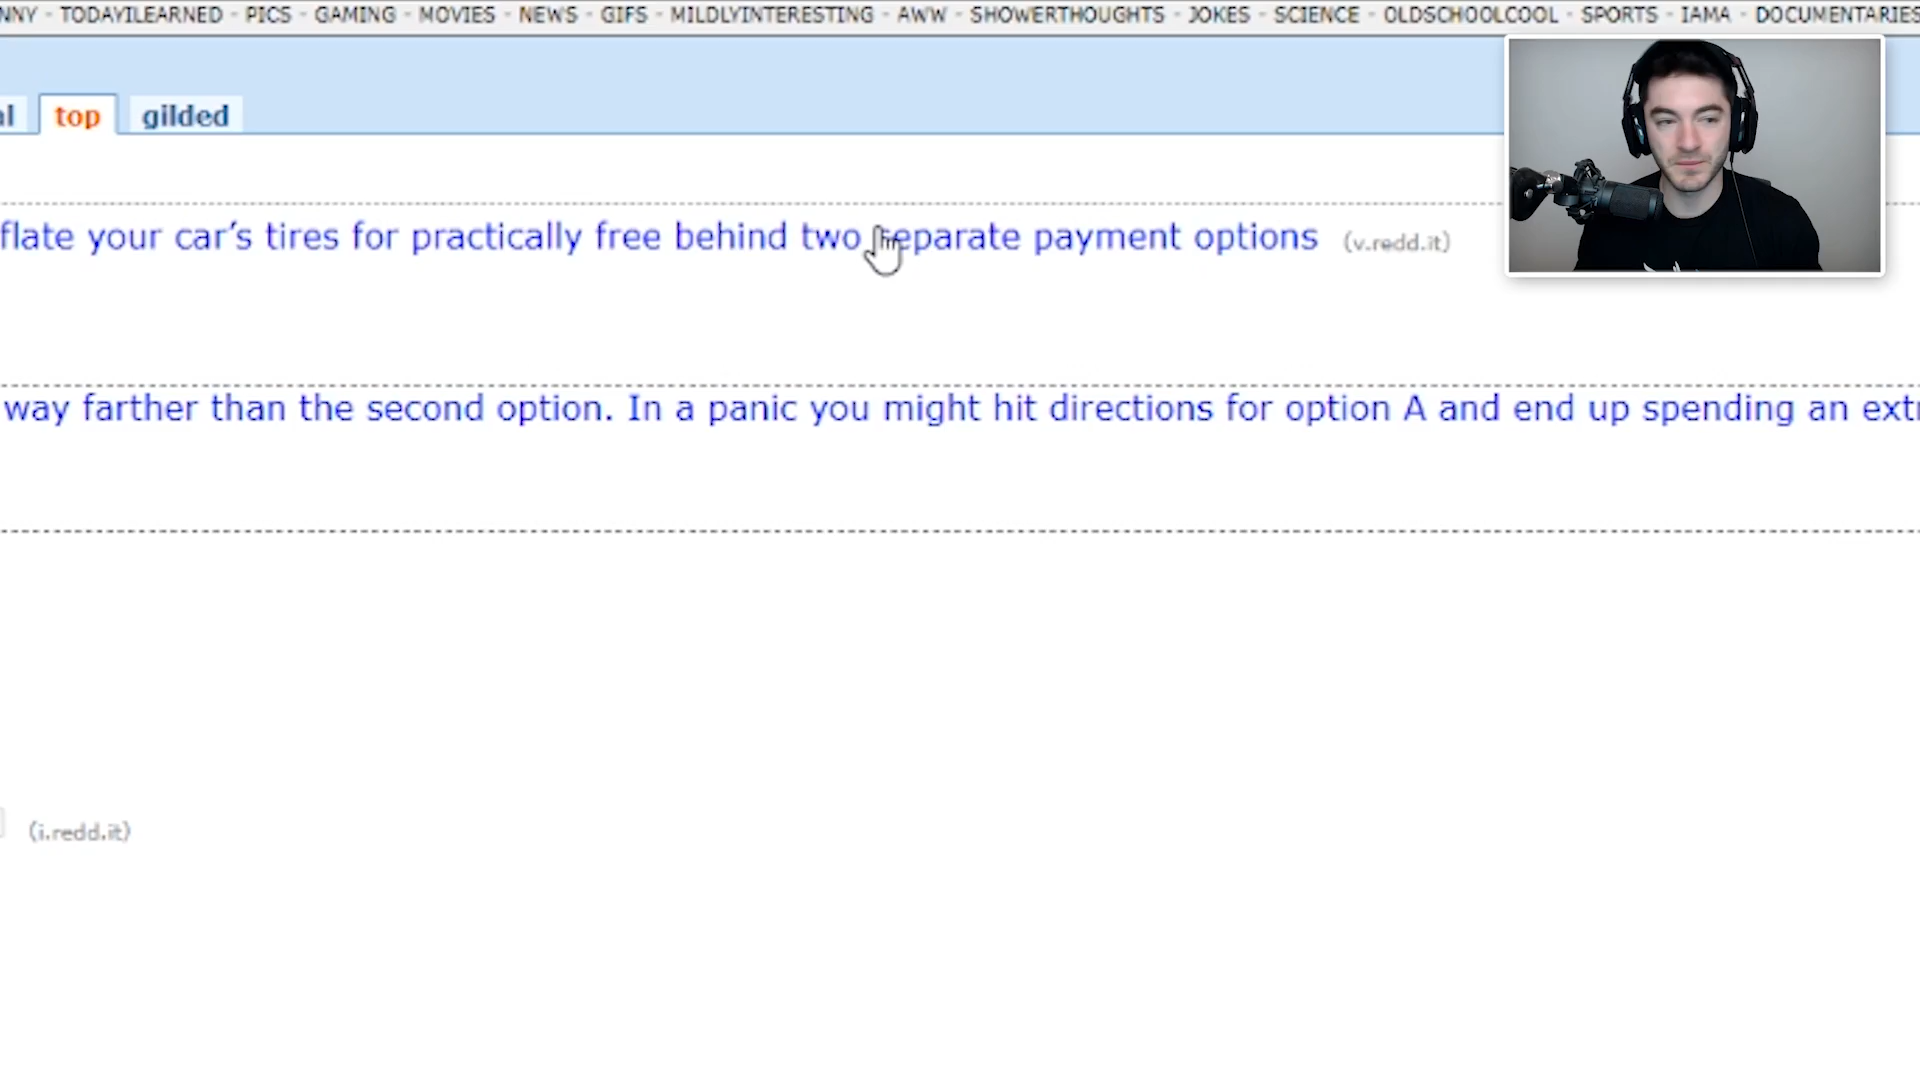 NNY - TODAYILEARNED - PICS - GAMING - MOVIES - NEWS - GIFS - MILDLYINTERESTING - AWW - SHOWERTHOUGHTS - JOKES - SCIENCE - OLDSCHOOLCOOL - SPORTS - IAMA - DOCUMENTARIES
al top gilded
flate your car’s tires for practically free behind two separate payment options (v.redd.it)
way farther than the second option. In a panic you might hit directions for option A and end up spending an extr
(i.redd.it)